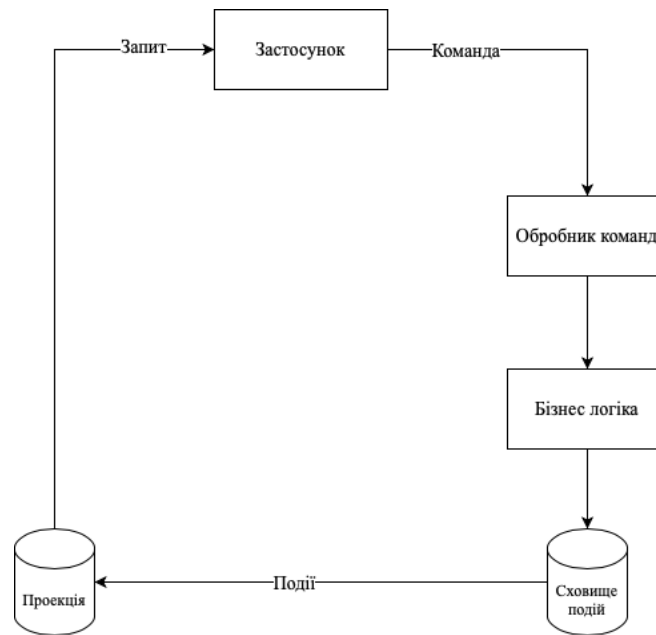 Запит
Застосунок
Команда
Обробник команд
Бізнес логіка
Проекція
Події
Сховище
подій